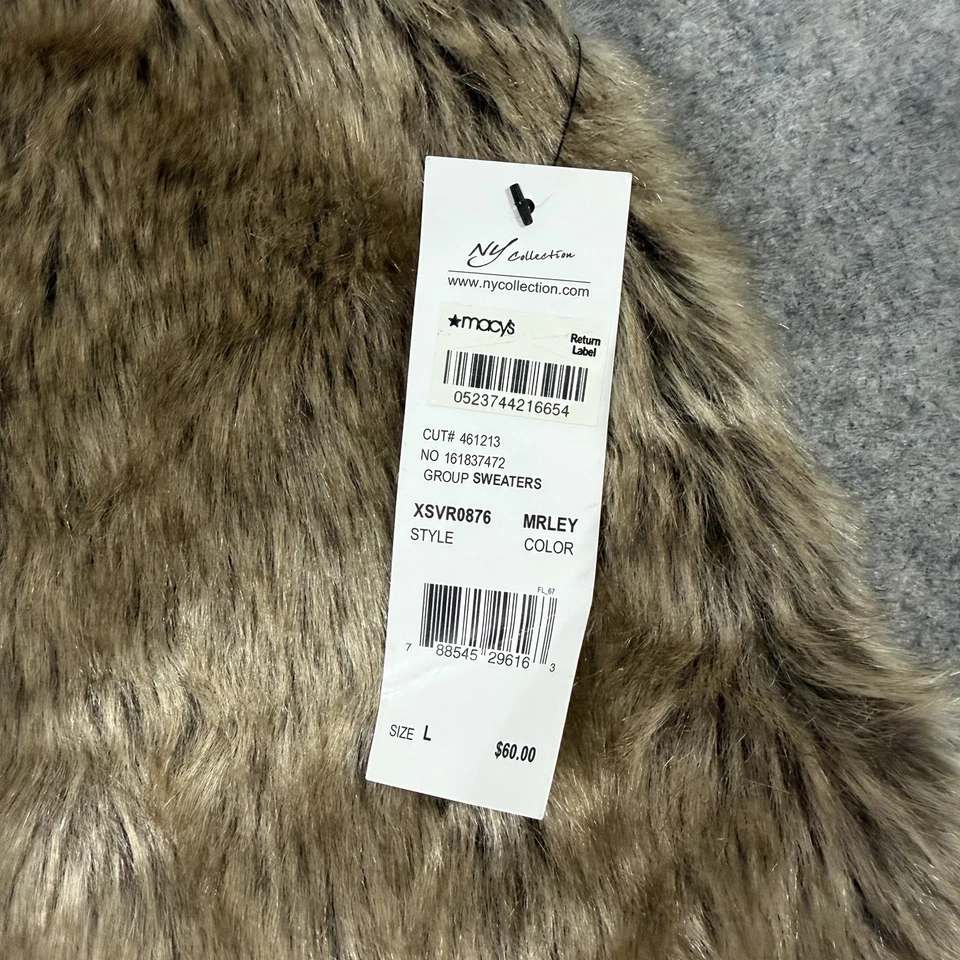 NY Collection
www.nycollection.com
★macy's
Return
Label
0523744216654
CUT# 461213
NO 161837472
GROUP SWEATERS
XSVR0876 MRLEY
STYLE COLOR
FL_67
7 88545 29616 3
SIZE L $60.00